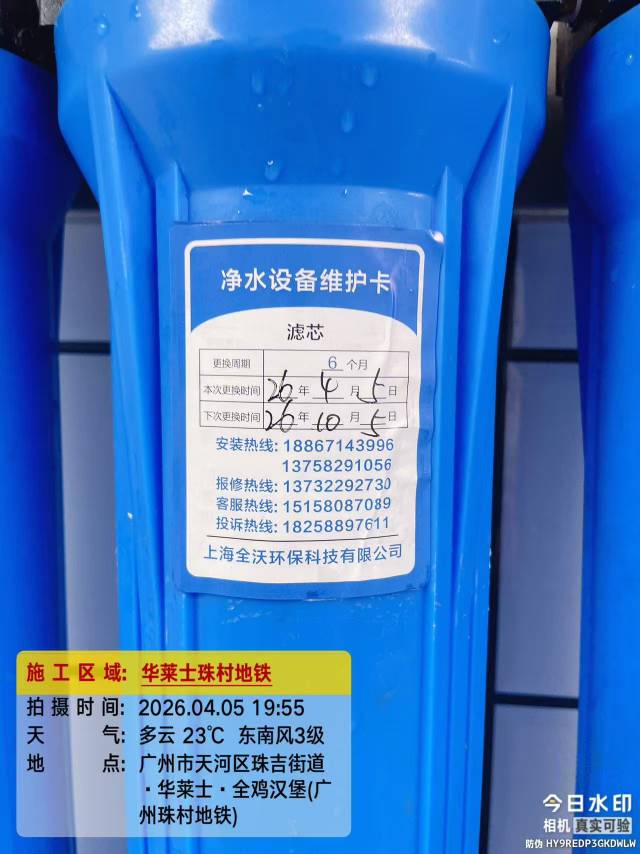 净水设备维护卡
滤芯
更换周期 6 个月
本次更换时间 26 年 4 月 5 日
下次更换时间 26 年 10 月 5 日
安装热线: 18867143996
13758291056
报修热线: 13732292730
客服热线: 15158087089
投诉热线: 18258897611
上海全沃环保科技有限公司
施工区域: 华莱士珠村地铁
拍摄时间: 2026.04.05 19:55
天 气: 多云 23℃ 东南风3级
地 点: 广州市天河区珠吉街道
·华莱士·全鸡汉堡(广
州珠村地铁)
今日水印
相机 真实可验
防伪 HY9REDP3GKDWLW